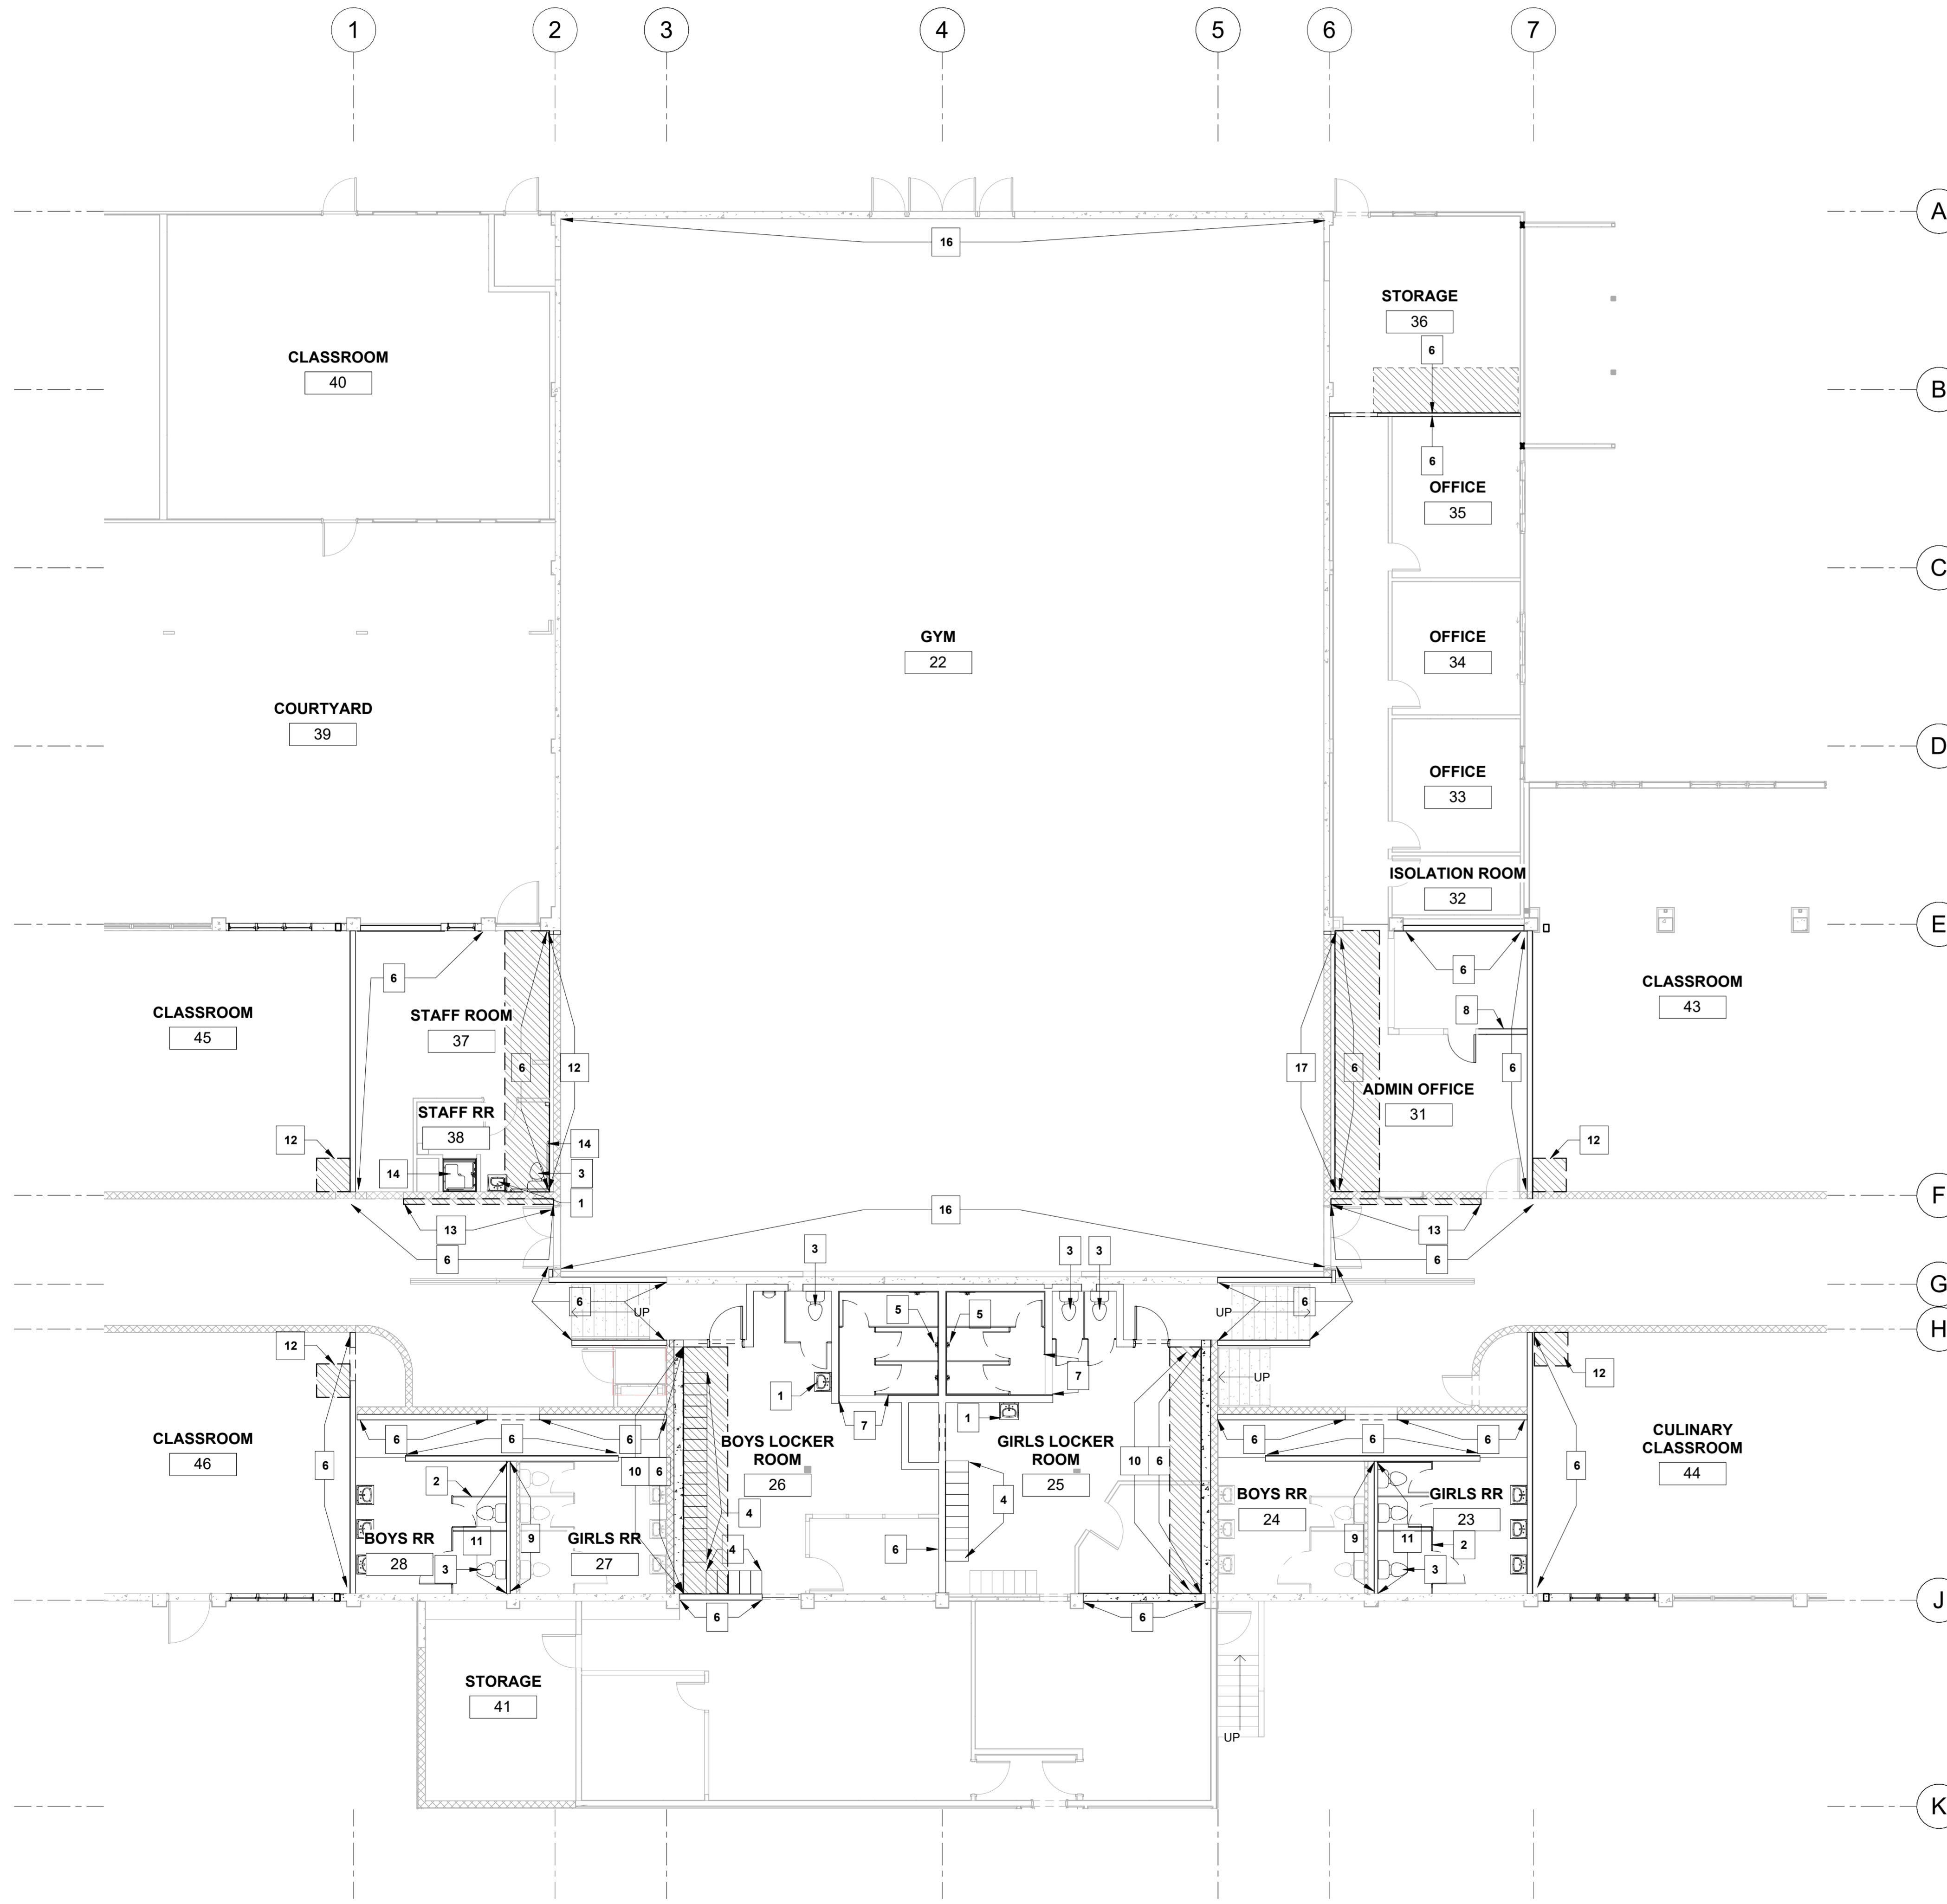 1 2 3 4 5 6 7
A
16
STORAGE
36
6
CLASSROOM
40
B
6
OFFICE
35
C
GYM
22
OFFICE
34
COURTYARD
39
D
OFFICE
33
ISOLATION ROOM
32
E
6
6
CLASSROOM
45
STAFF ROOM
37
8
CLASSROOM
43
6
12
17
6
6
ADMIN OFFICE
31
STAFF RR
38
12
14
12
14
3
1
F
13
16
13
6
6
3
3
3
G
6
UP
5
5
UP
6
H
12
1
7
UP
12
7
1
6
6
6
6
6
6
CLASSROOM
46
BOYS LOCKER
ROOM
26
GIRLS LOCKER
ROOM
25
CULINARY
CLASSROOM
44
6
10
6
10
6
6
2
4
4
BOYS RR
24
GIRLS RR
23
BOYS RR
28
11
9
GIRLS RR
27
4
6
9
11
2
3
3
J
6
6
STORAGE
41
UP
K